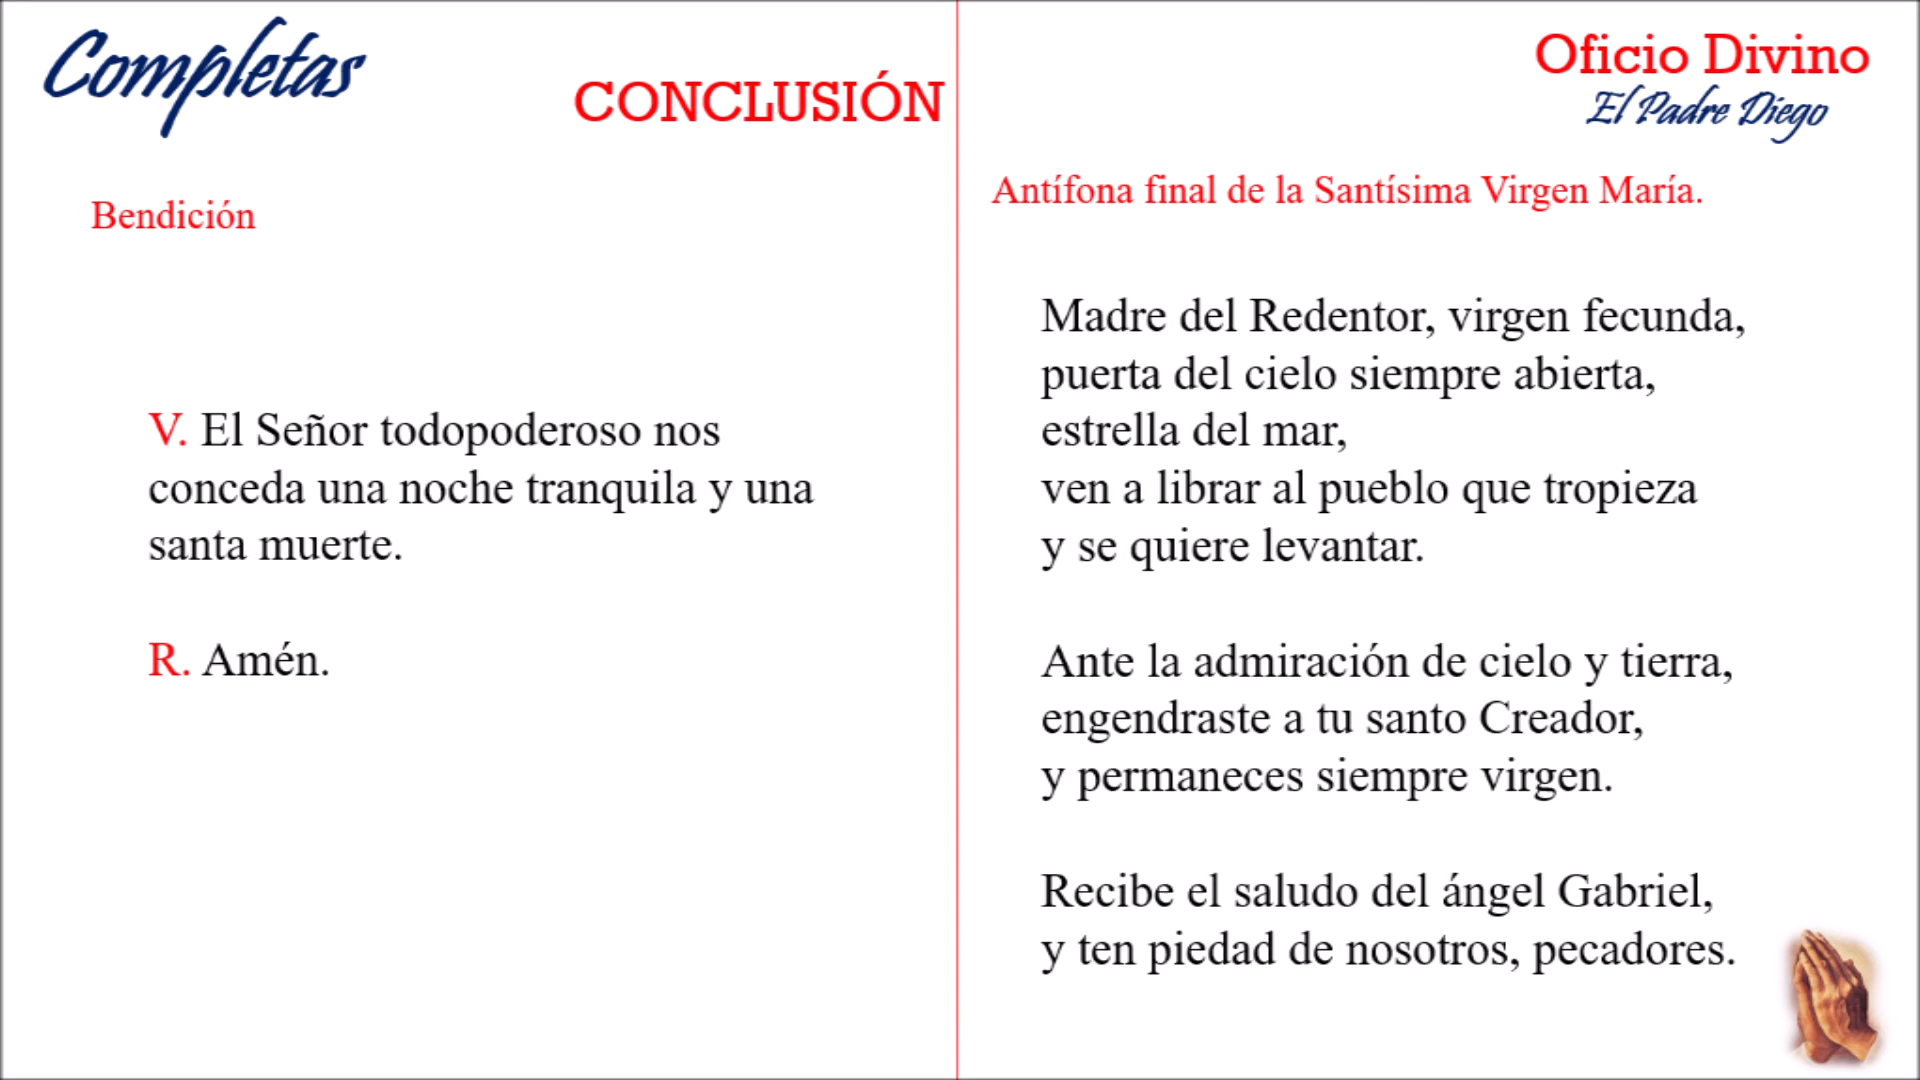 Completas
CONCLUSIÓN
Bendición
V. El Señor todopoderoso nos
conceda una noche tranquila y una
santa muerte.
R. Amén.
Oficio Divino
El Padre Diego
Antífona final de la Santísima Virgen María.
Madre del Redentor, virgen fecunda,
puerta del cielo siempre abierta,
estrella del mar,
ven a librar al pueblo que tropieza
y se quiere levantar.
Ante la admiración de cielo y tierra,
engendraste a tu santo Creador,
y permaneces siempre virgen.
Recibe el saludo del ángel Gabriel,
y ten piedad de nosotros, pecadores.